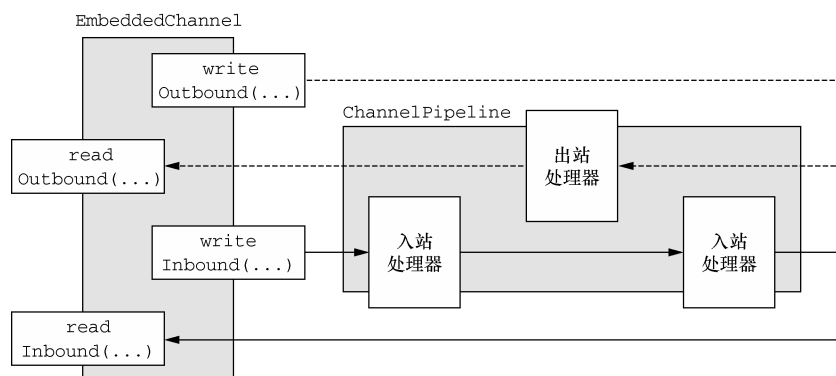 EmbeddedChannel
write
Outbound(...)
ChannelPipeline
read
Outbound(...)
出站
处理器
write
Inbound(...)
入站
处理器
入站
处理器
read
Inbound(...)